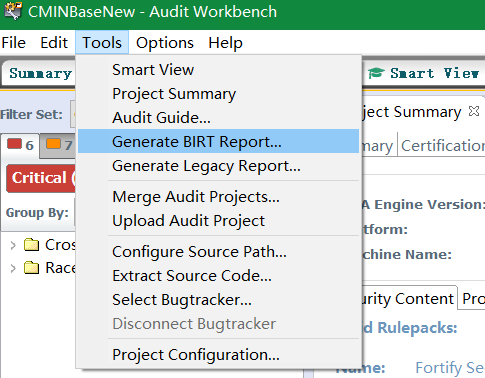 CMINBaseNew - Audit Workbench
File Edit Tools Options Help
Summary
Smart View
Filter Set:
ject Summary
6
7
mary
Certification
Critical (
Group By:
A Engine Version:
tform:
chine Name:
Cros
Race
urity Content
Pro
d Rulepacks:
Name:
Fortify Se
Smart View
Project Summary
Audit Guide...
Generate BIRT Report...
Generate Legacy Report...
Merge Audit Projects...
Upload Audit Project
Configure Source Path...
Extract Source Code...
Select Bugtracker...
Disconnect Bugtracker
Project Configuration...